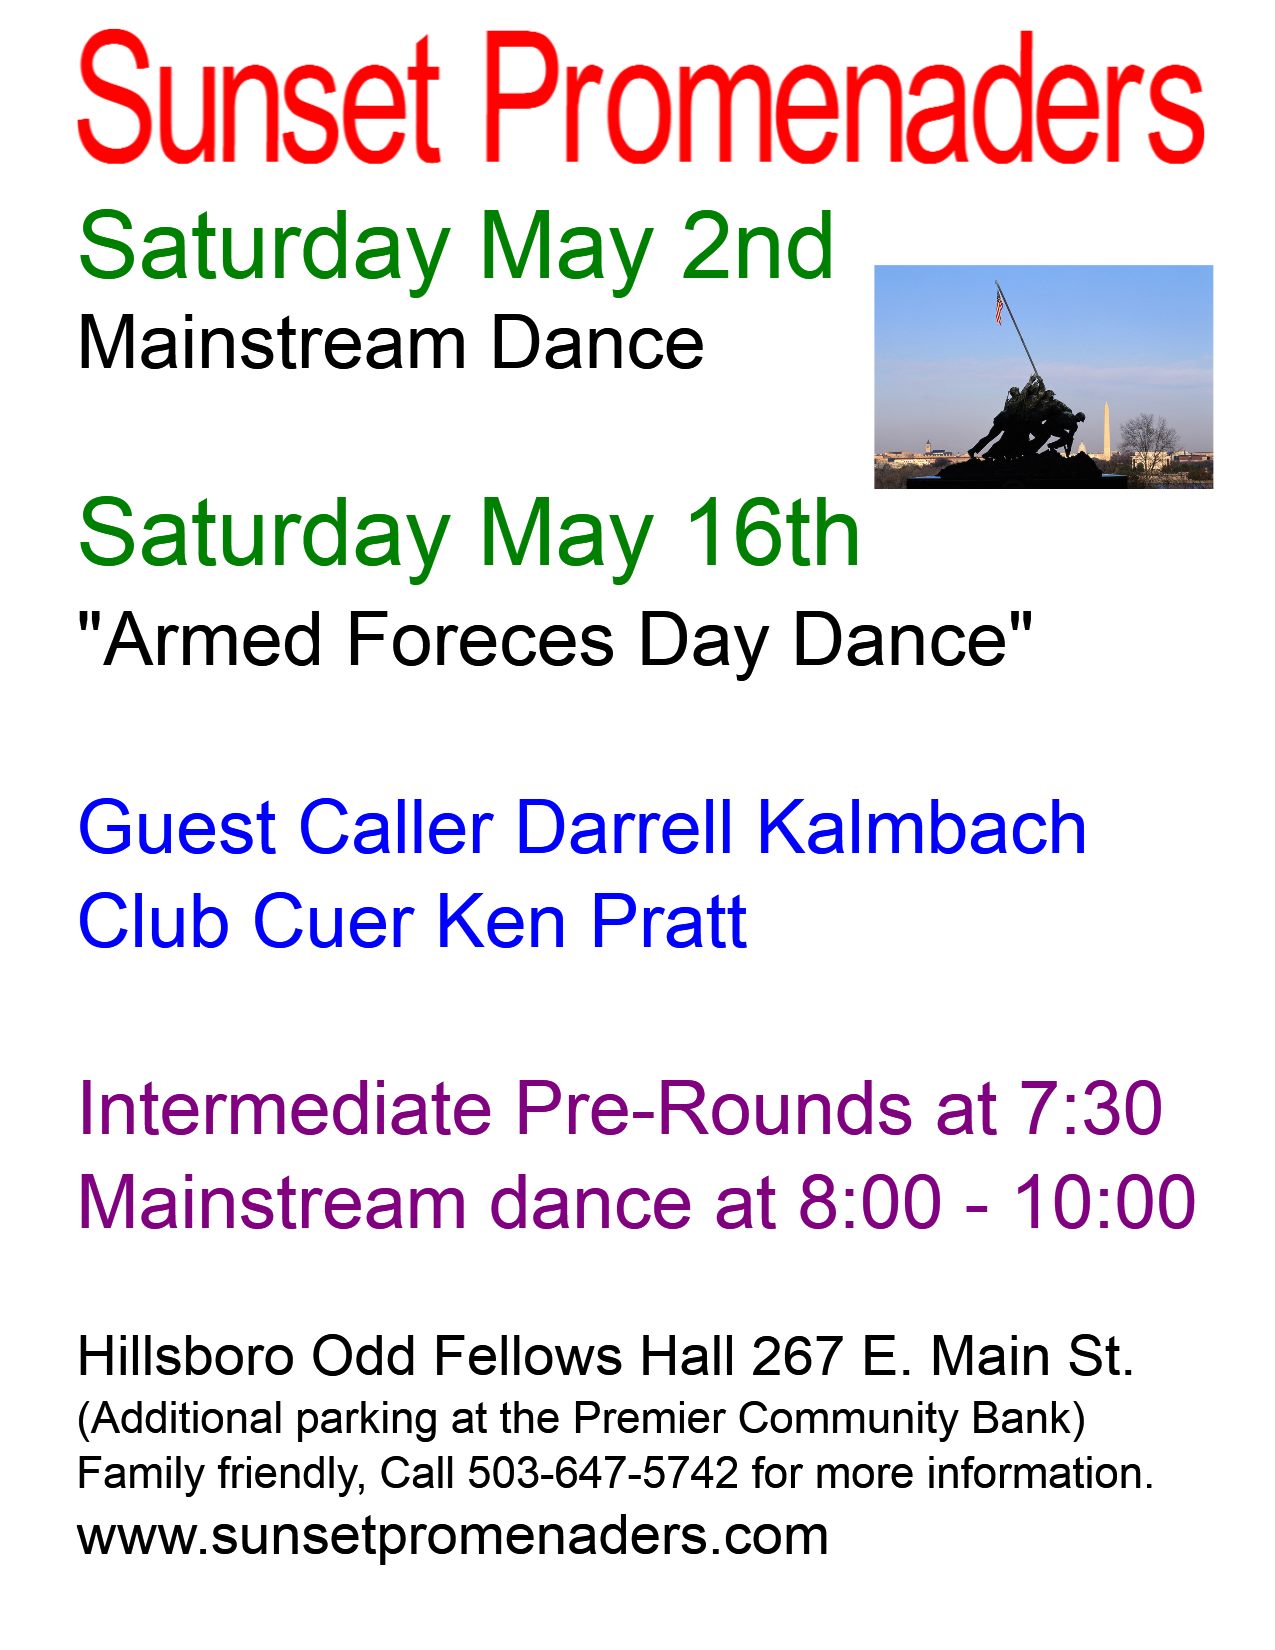 Sunset Promenaders
Saturday May 2nd
Mainstream Dance
Saturday May 16th
"Armed Foreces Day Dance"
Guest Caller Darrell Kalmbach
Club Cuer Ken Pratt
Intermediate Pre-Rounds at 7:30
Mainstream dance at 8:00 - 10:00
Hillsboro Odd Fellows Hall 267 E. Main St.
(Additional parking at the Premier Community Bank)
Family friendly, Call 503-647-5742 for more information.
www.sunsetpromenaders.com